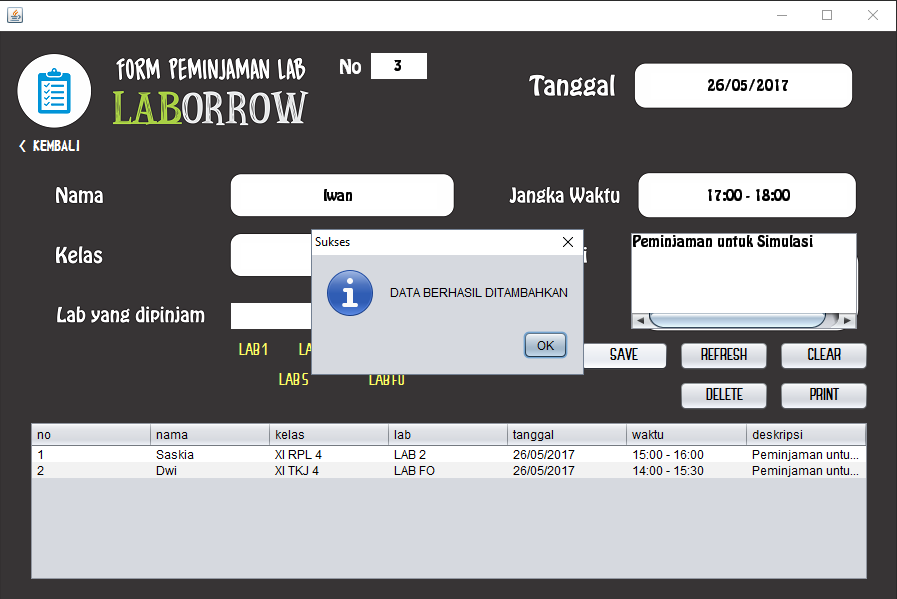 FORM PEMINJAMAN LAB
No 3
LABORROW
Tanggal 26/05/2017
KEMBALI
Nama Iwan
Jangka Waktu 17:00 - 18:00
Kelas
Peminjaman untuk Simulasi
Lab yang dipinjam
Sukses
DATA BERHASIL DITAMBAHKAN
OK
LAB 1
LAB 5 LAB FO
SAVE REFRESH CLEAR
DELETE PRINT
no nama kelas lab tanggal waktu deskripsi
1 Saskia XI RPL 4 LAB 2 26/05/2017 15:00 - 16:00 Peminjaman untu...
2 Dwi XI TKJ 4 LAB FO 26/05/2017 14:00 - 15:30 Peminjaman untu...